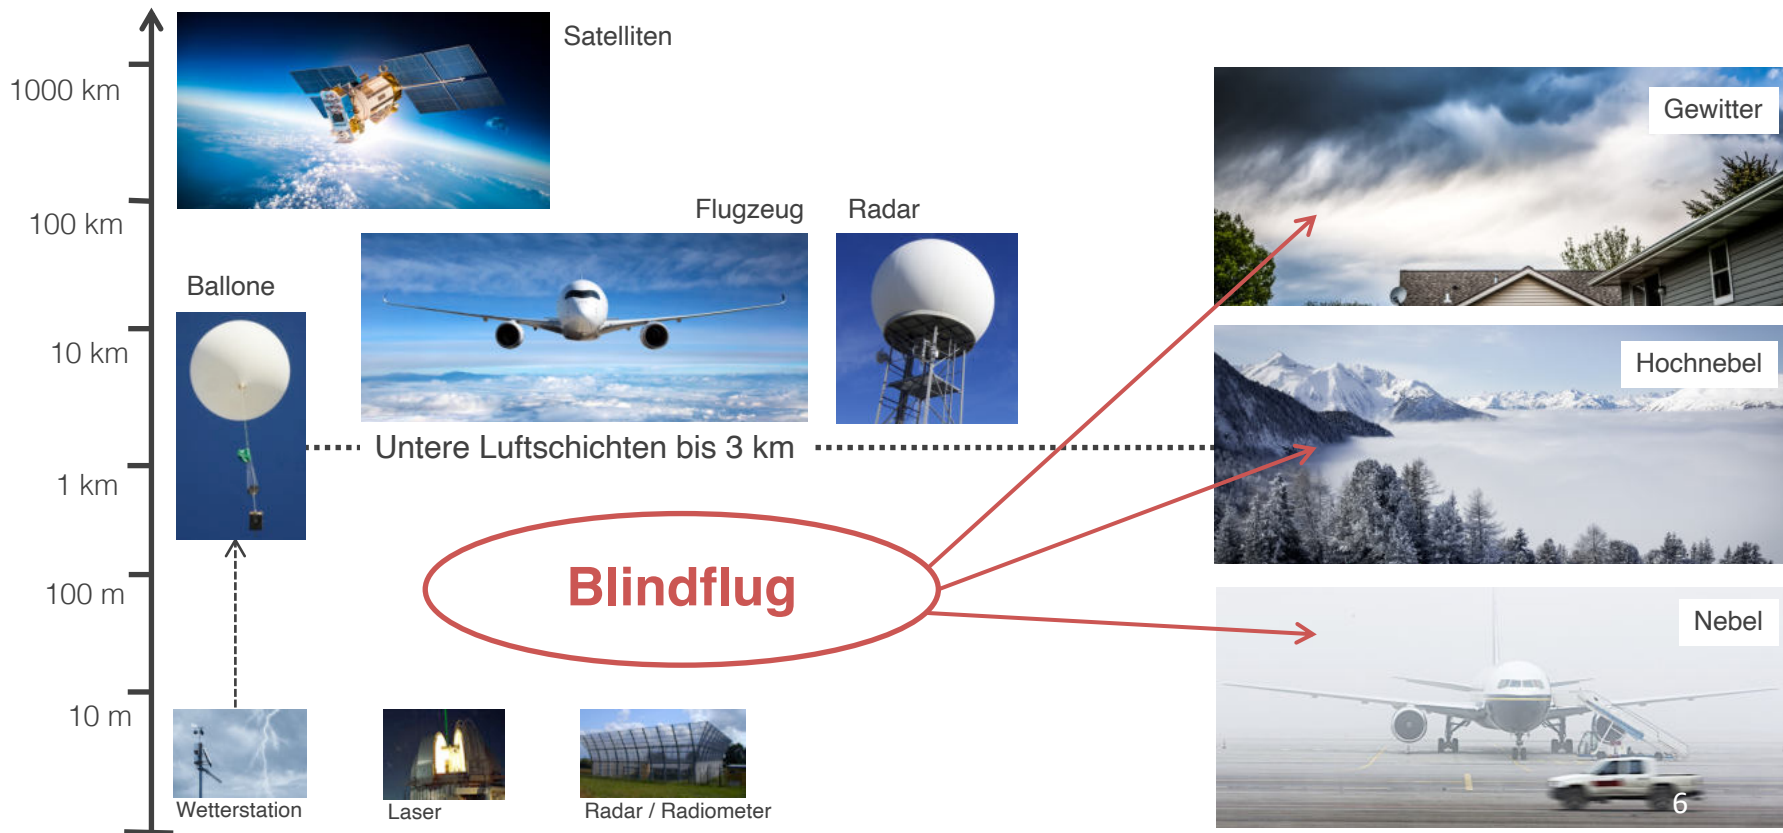 Satelliten
1000 km
Gewitter
Flugzeug
Radar
100 km
Ballone
10 km
Hochnebel
Untere Luftschichten bis 3 km
1 km
Blindflug
100 m
Nebel
10 m
Wetterstation
Laser
Radar / Radiometer
6